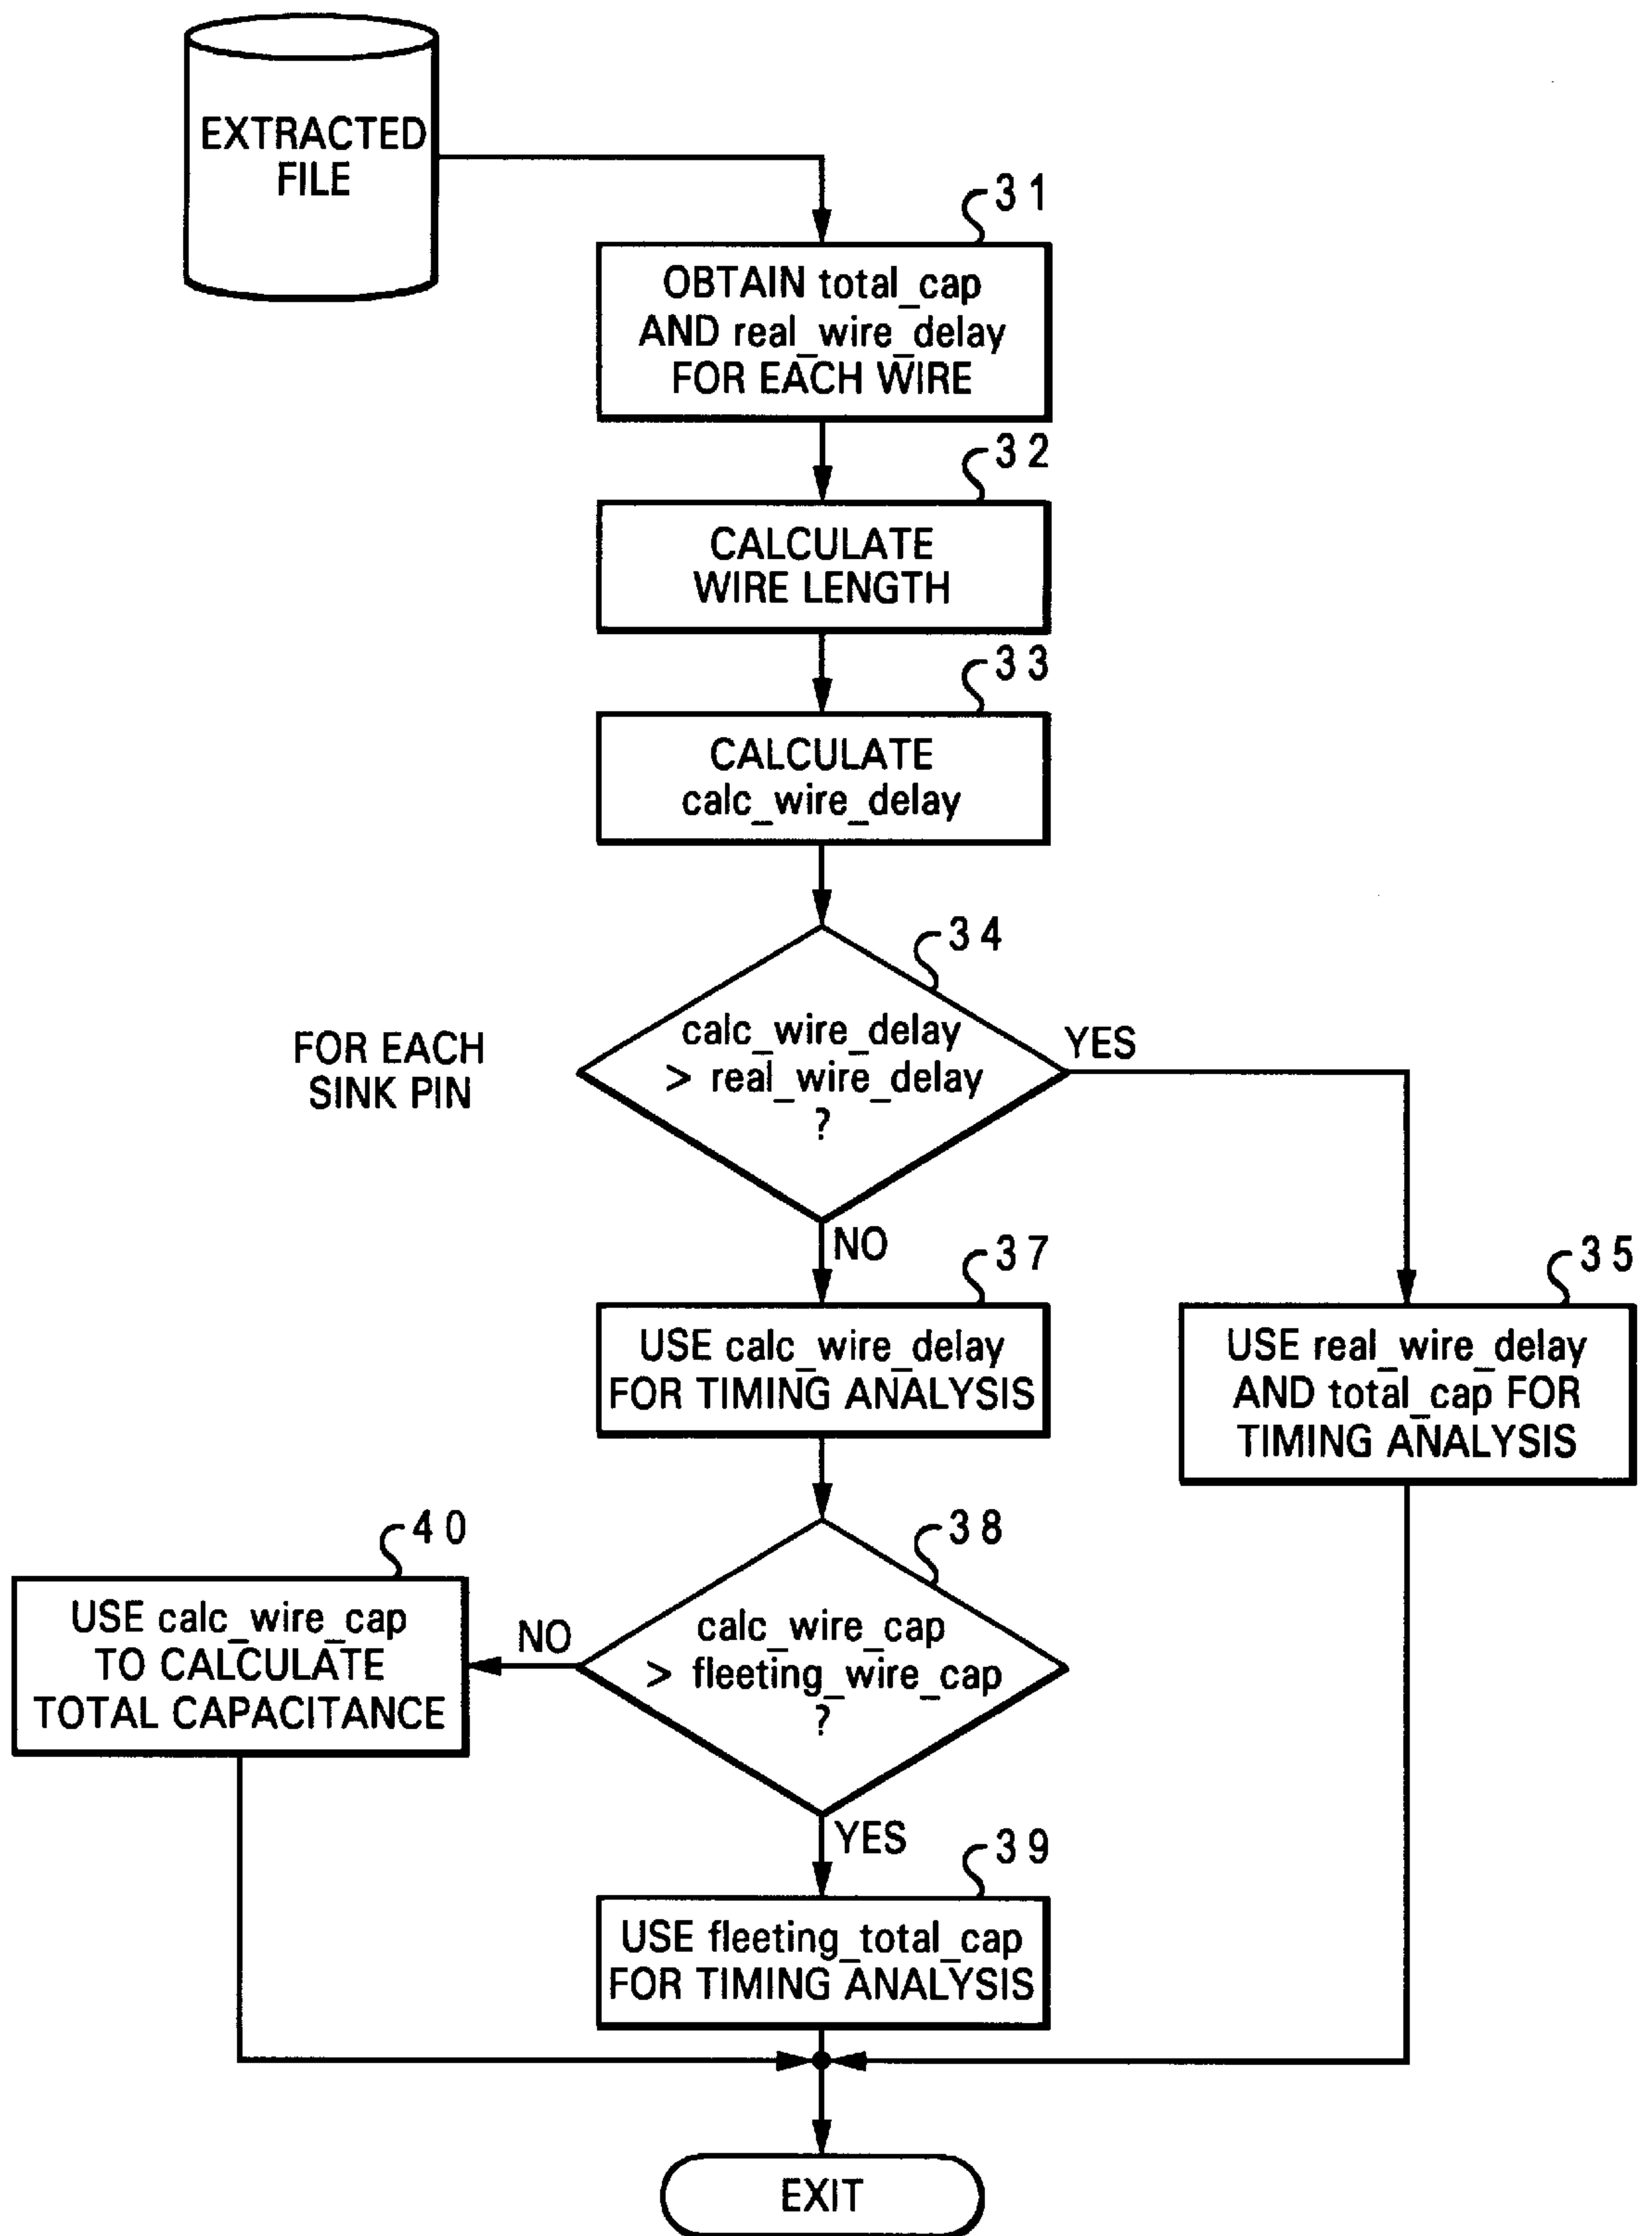 EXTRACTED
FILE
31
OBTAIN total_cap
AND real_wire_delay
FOR EACH WIRE
32
CALCULATE
WIRE LENGTH
33
CALCULATE
calc_wire_delay
34
calc_wire_delay
> real_wire_delay
?
YES
FOR EACH
SINK PIN
NO
37
USE calc_wire_delay
FOR TIMING ANALYSIS
35
USE real_wire_delay
AND total_cap FOR
TIMING ANALYSIS
38
calc_wire_cap
> fleeting_wire_cap
?
NO
40
USE calc_wire_cap
TO CALCULATE
TOTAL CAPACITANCE
YES
39
USE fleeting_total_cap
FOR TIMING ANALYSIS
EXIT